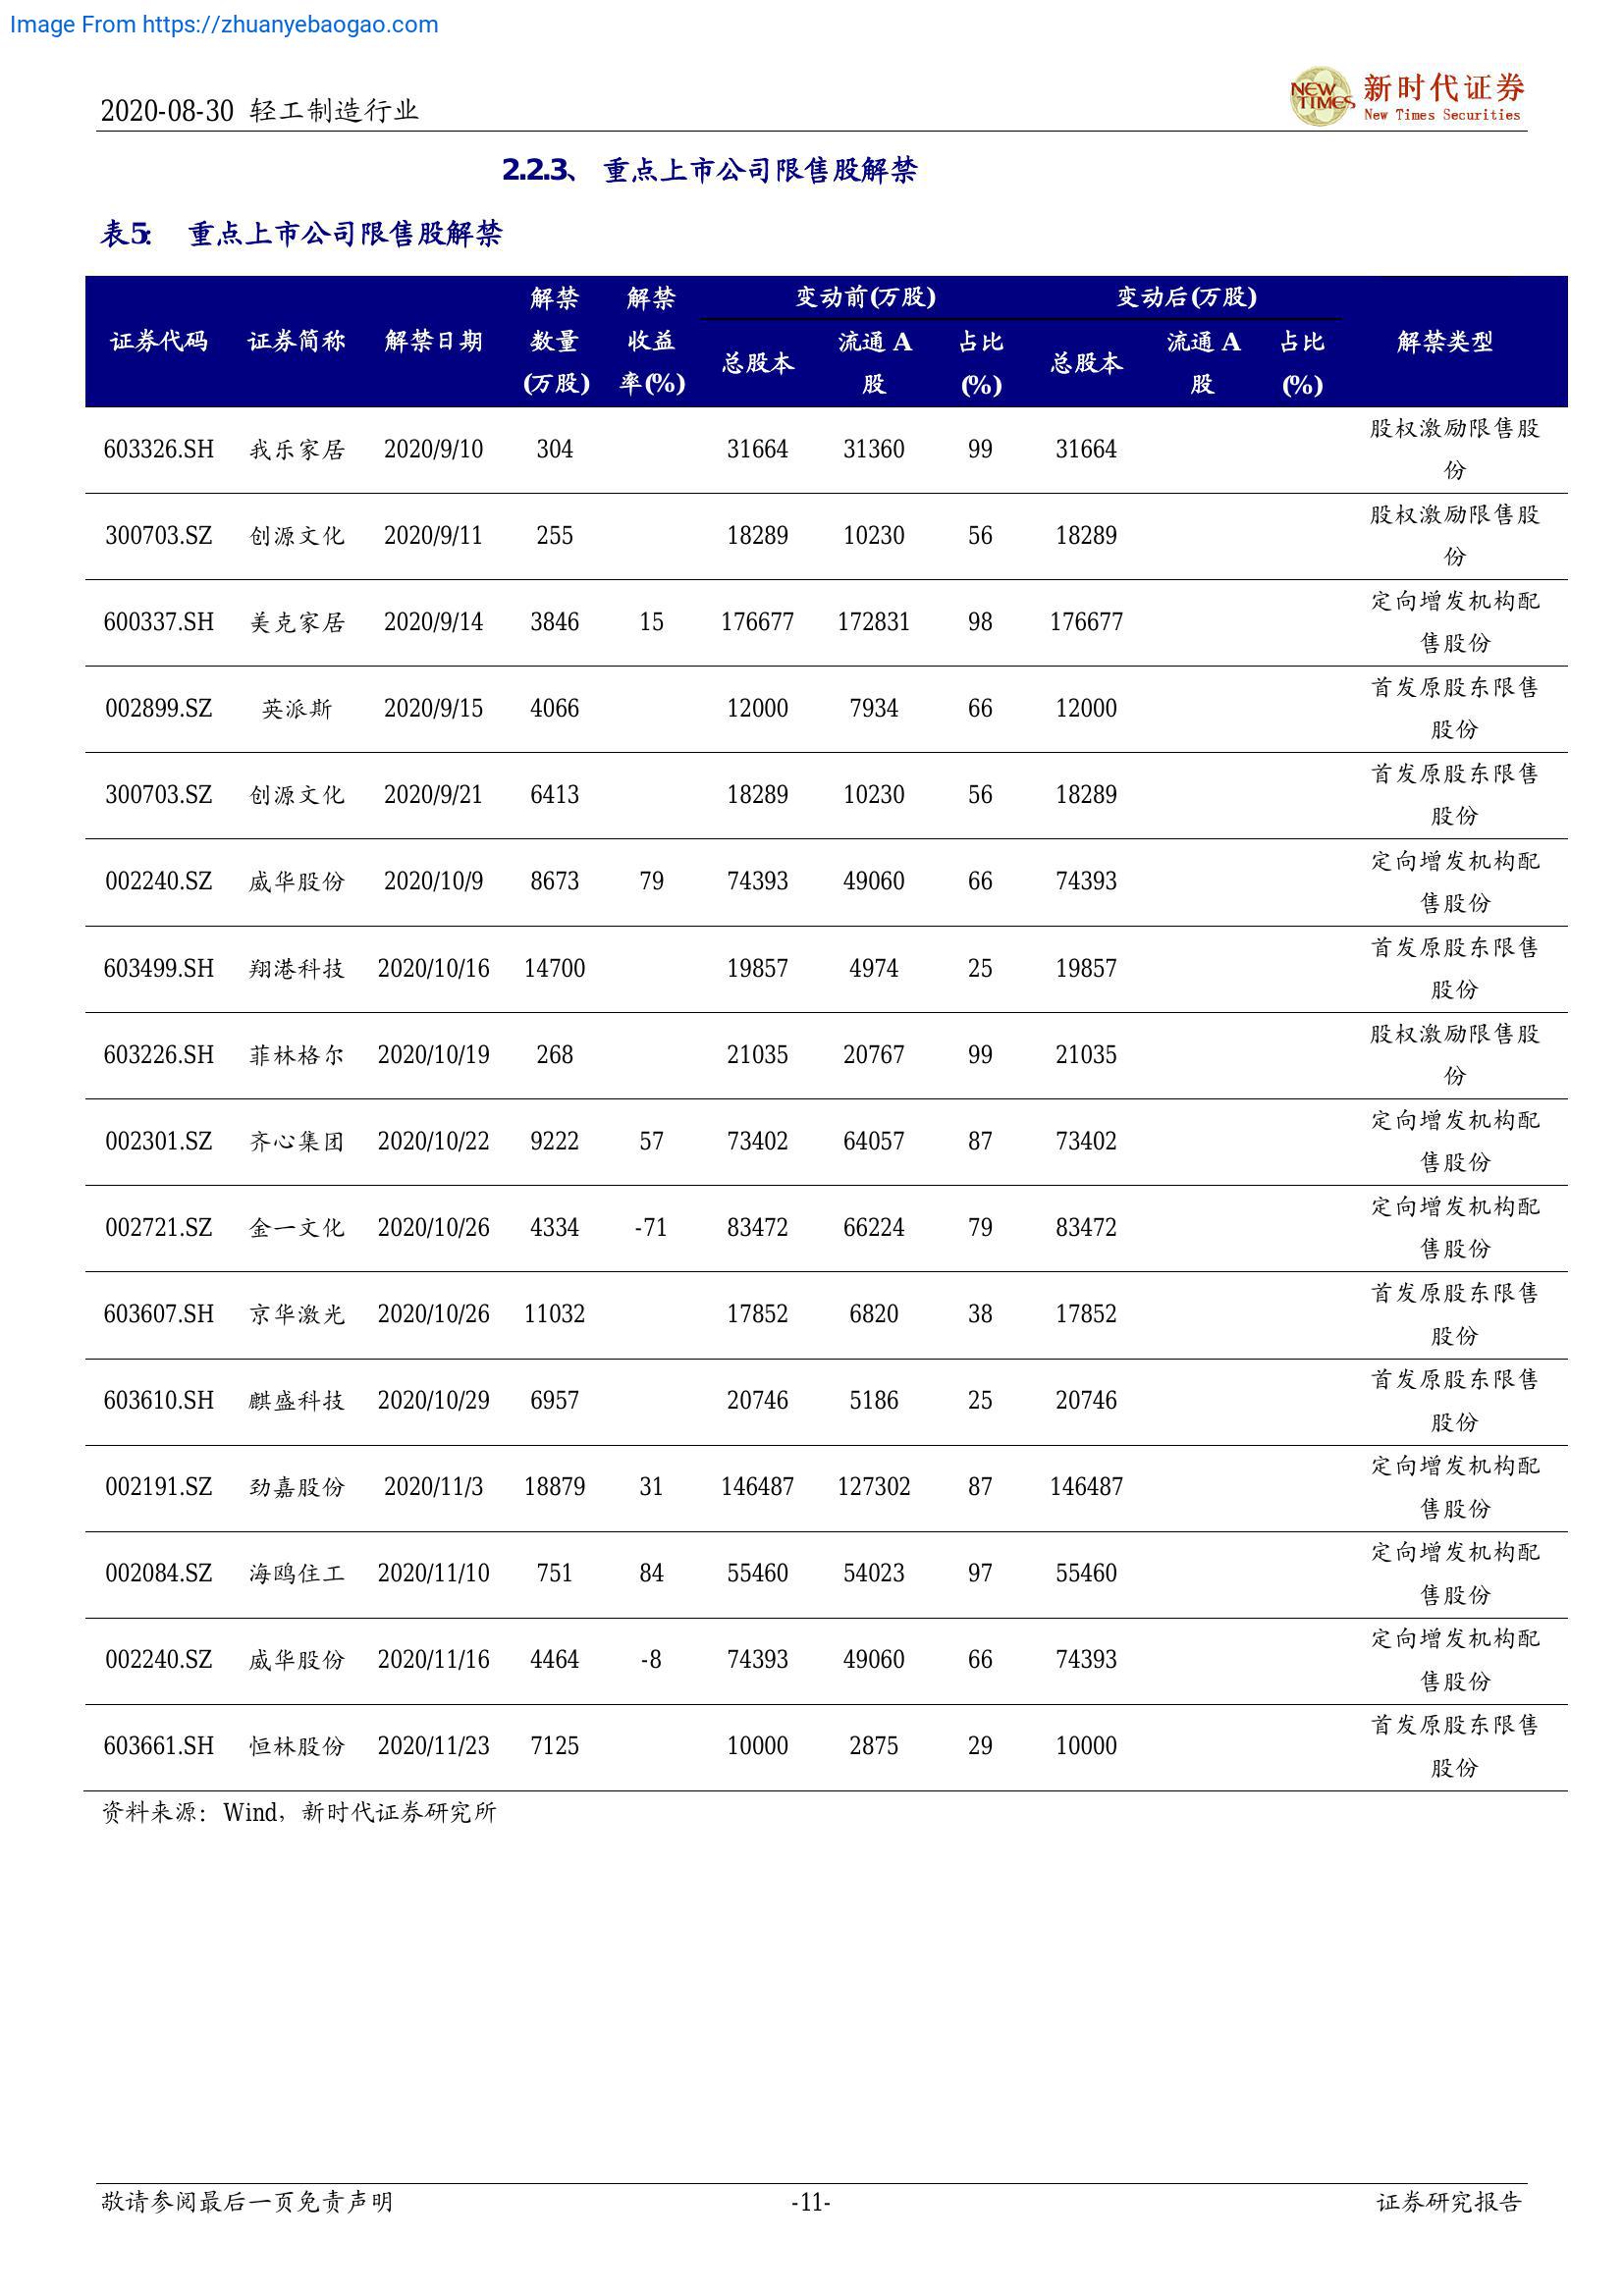 Image From https://zhuanyebaogao.com
2020-08-30 轻工制造行业
NEW TIMES
新时代证券
New Times Securities
2.2.3、 重点上市公司限售股解禁
表5： 重点上市公司限售股解禁
证券代码 证券简称 解禁日期 解禁数量(万股) 解禁收益率(%) 变动前(万股) 变动后(万股) 解禁类型
总股本 流通 A 股 占比(%) 总股本 流通 A 股 占比(%)
603326.SH 我乐家居 2020/9/10 304 31664 31360 99 31664 股权激励限售股份
300703.SZ 创源文化 2020/9/11 255 18289 10230 56 18289 股权激励限售股份
600337.SH 美克家居 2020/9/14 3846 15 176677 172831 98 176677 定向增发机构配售股份
002899.SZ 英派斯 2020/9/15 4066 12000 7934 66 12000 首发原股东限售股份
300703.SZ 创源文化 2020/9/21 6413 18289 10230 56 18289 首发原股东限售股份
002240.SZ 威华股份 2020/10/9 8673 79 74393 49060 66 74393 定向增发机构配售股份
603499.SH 翔港科技 2020/10/16 14700 19857 4974 25 19857 首发原股东限售股份
603226.SH 菲林格尔 2020/10/19 268 21035 20767 99 21035 股权激励限售股份
002301.SZ 齐心集团 2020/10/22 9222 57 73402 64057 87 73402 定向增发机构配售股份
002721.SZ 金一文化 2020/10/26 4334 -71 83472 66224 79 83472 定向增发机构配售股份
603607.SH 京华激光 2020/10/26 11032 17852 6820 38 17852 首发原股东限售股份
603610.SH 麒盛科技 2020/10/29 6957 20746 5186 25 20746 首发原股东限售股份
002191.SZ 劲嘉股份 2020/11/3 18879 31 146487 127302 87 146487 定向增发机构配售股份
002084.SZ 海鸥住工 2020/11/10 751 84 55460 54023 97 55460 定向增发机构配售股份
002240.SZ 威华股份 2020/11/16 4464 -8 74393 49060 66 74393 定向增发机构配售股份
603661.SH 恒林股份 2020/11/23 7125 10000 2875 29 10000 首发原股东限售股份
资料来源：Wind，新时代证券研究所
敬请参阅最后一页免责声明 -11- 证券研究报告